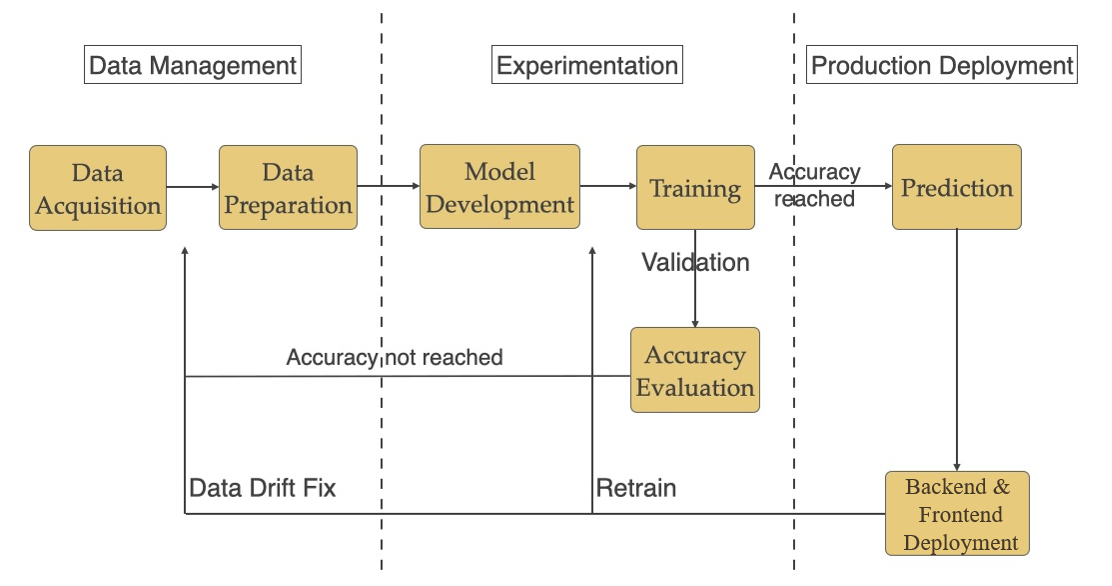 Data Management
Experimentation
Production Deployment
Data
Acquisition
Data
Preparation
Model
Development
Training
Accuracy
reached
Prediction
Validation
Accuracy not reached
Accuracy
Evaluation
Data Drift Fix
Retrain
Backend &
Frontend
Deployment